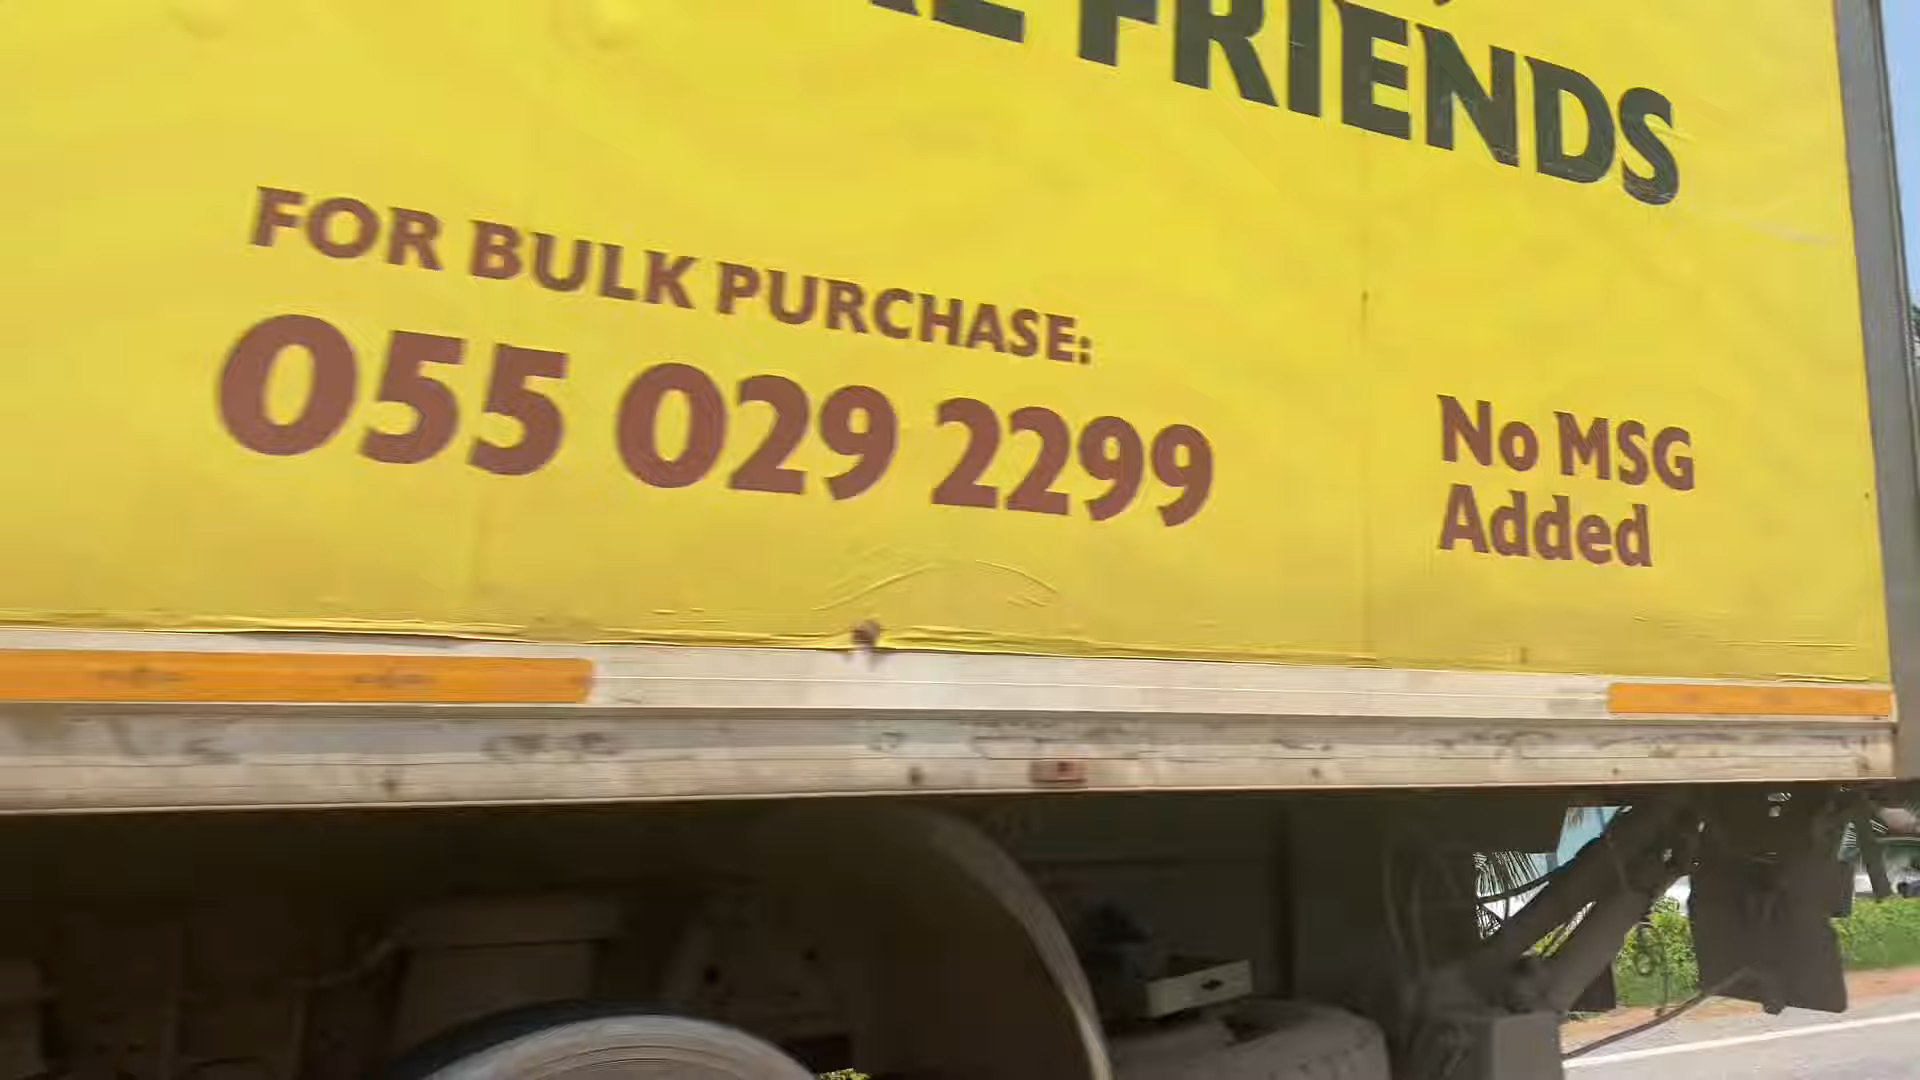 FRIENDS
FOR BULK PURCHASE:
055 029 2299
No MSG
Added